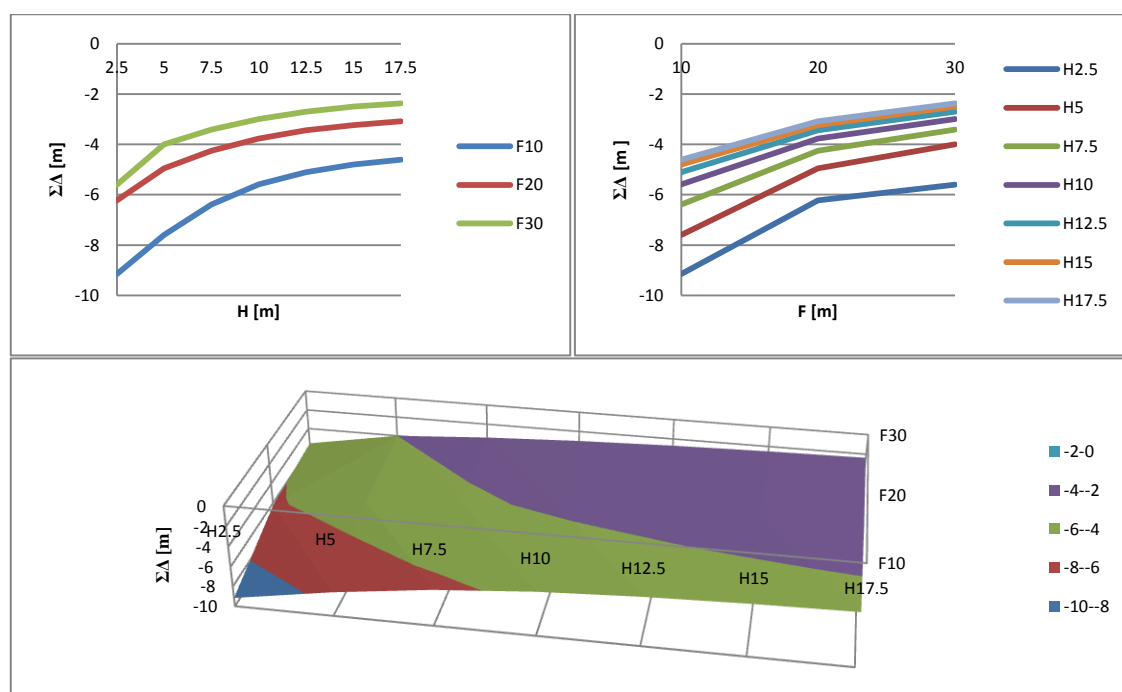 0
-2
-4
-6
-8
-10
2.5 5 7.5 10 12.5 15 17.5
ΣΔ [m]
H [m]
F10
F20
F30
0
-2
-4
-6
-8
-10
10 20 30
ΣΔ [m ]
F [m]
H2.5
H5
H7.5
H10
H12.5
H15
H17.5
F30
F20
F10
0
-2
-4
-6
-8
-10
ΣΔ [m]
H2.5
H5
H7.5
H10
H12.5
H15
H17.5
-2-0
-4--2
-6--4
-8--6
-10--8